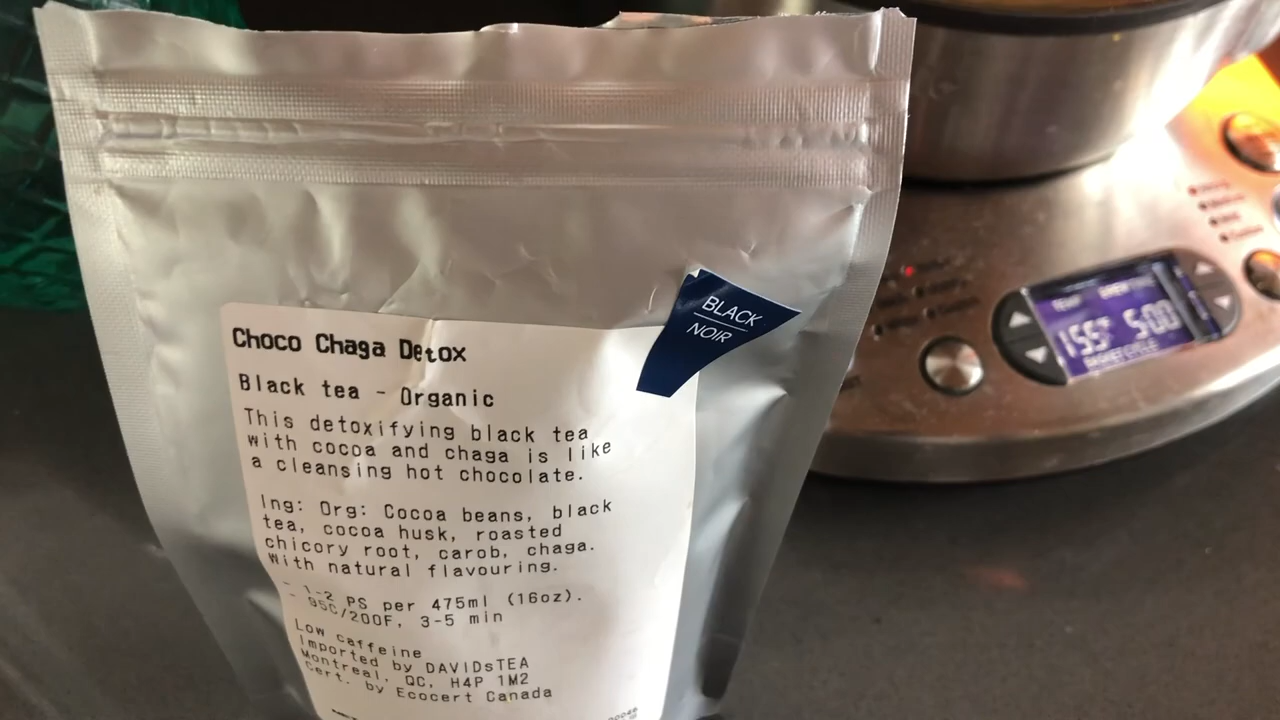 BLACK
NOIR
Choco Chaga Detox
Black tea - Organic
This detoxifying black tea
with cocoa and chaga is like
a cleansing hot chocolate.
Ing: Org: Cocoa beans, black
tea, cocoa husk, roasted
chicory root, carob, chaga.
With natural flavouring.
- 1-2 PS per 475ml (16oz).
- 95C/200F, 3-5 min
Low caffeine
Imported by DAVIDsTEA
Montreal, QC, H4P 1M2
Cert. by Ecocert Canada
155°F 5:00